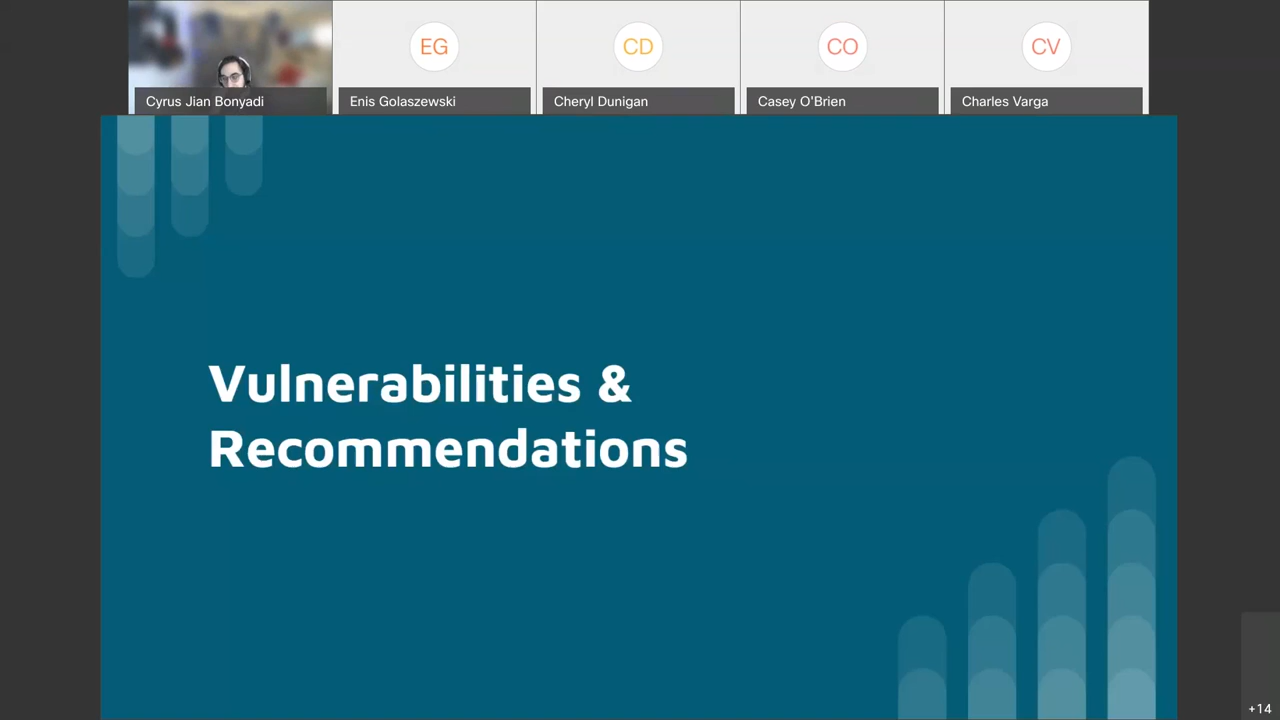 EG
CD
CO
CV
Cyrus Jian Bonyadi
Enis Golaszewski
Cheryl Dunigan
Casey O'Brien
Charles Varga
Vulnerabilities &
Recommendations
+14